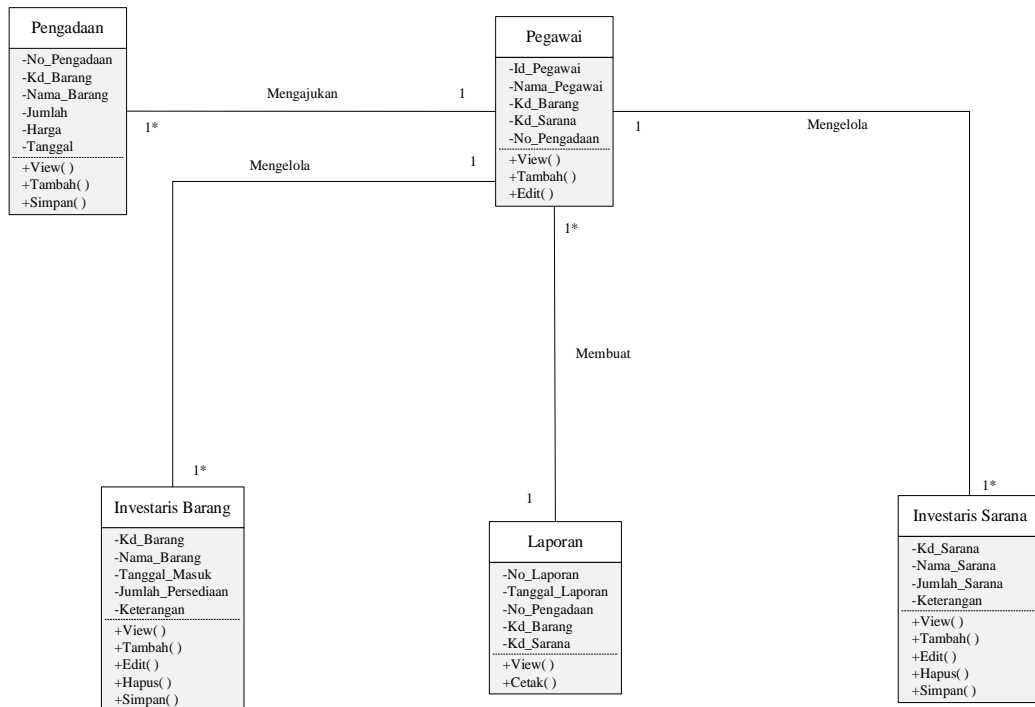 Pengadaan
-No_Pengadaan
-Kd_Barang
-Nama_Barang
-Jumlah
-Harga
-Tanggal
+View( )
+Tambah( )
+Simpan( )
Mengajukan
1
1*
Pegawai
-Id_Pegawai
-Nama_Pegawai
-Kd_Barang
-Kd_Sarana
-No_Pengadaan
+View( )
+Tambah( )
+Edit( )
1
Mengelola
Mengelola
1
1*
Membuat
1*
1
1*
Investaris Barang
-Kd_Barang
-Nama_Barang
-Tanggal_Masuk
-Jumlah_Persediaan
-Keterangan
+View( )
+Tambah( )
+Edit( )
+Hapus( )
+Simpan( )
Laporan
-No_Laporan
-Tanggal_Laporan
-No_Pengadaan
-Kd_Barang
-Kd_Sarana
+View( )
+Cetak( )
Investaris Sarana
-Kd_Sarana
-Nama_Sarana
-Jumlah_Sarana
-Keterangan
+View( )
+Tambah( )
+Edit( )
+Hapus( )
+Simpan( )